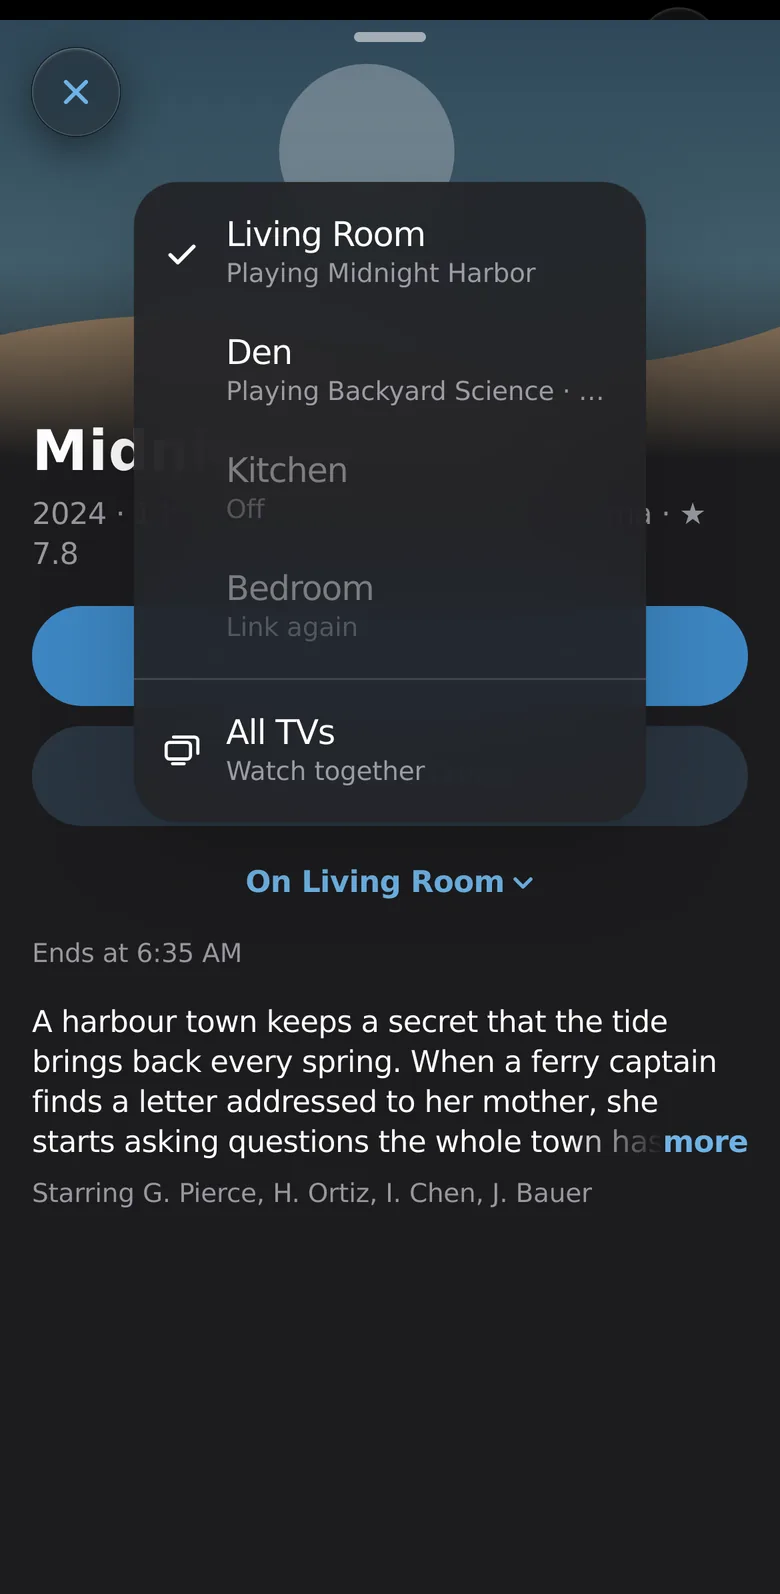 Living Room
Playing Midnight Harbor
Den
Playing Backyard Science · …
Kitchen
Off
Bedroom
Link again
All TVs
Watch together
2024 ·
· ★
7.8
On Living Room
Ends at 6:35 AM
A harbour town keeps a secret that the tide
brings back every spring. When a ferry captain
finds a letter addressed to her mother, she
starts asking questions the whole town has more
Starring G. Pierce, H. Ortiz, I. Chen, J. Bauer